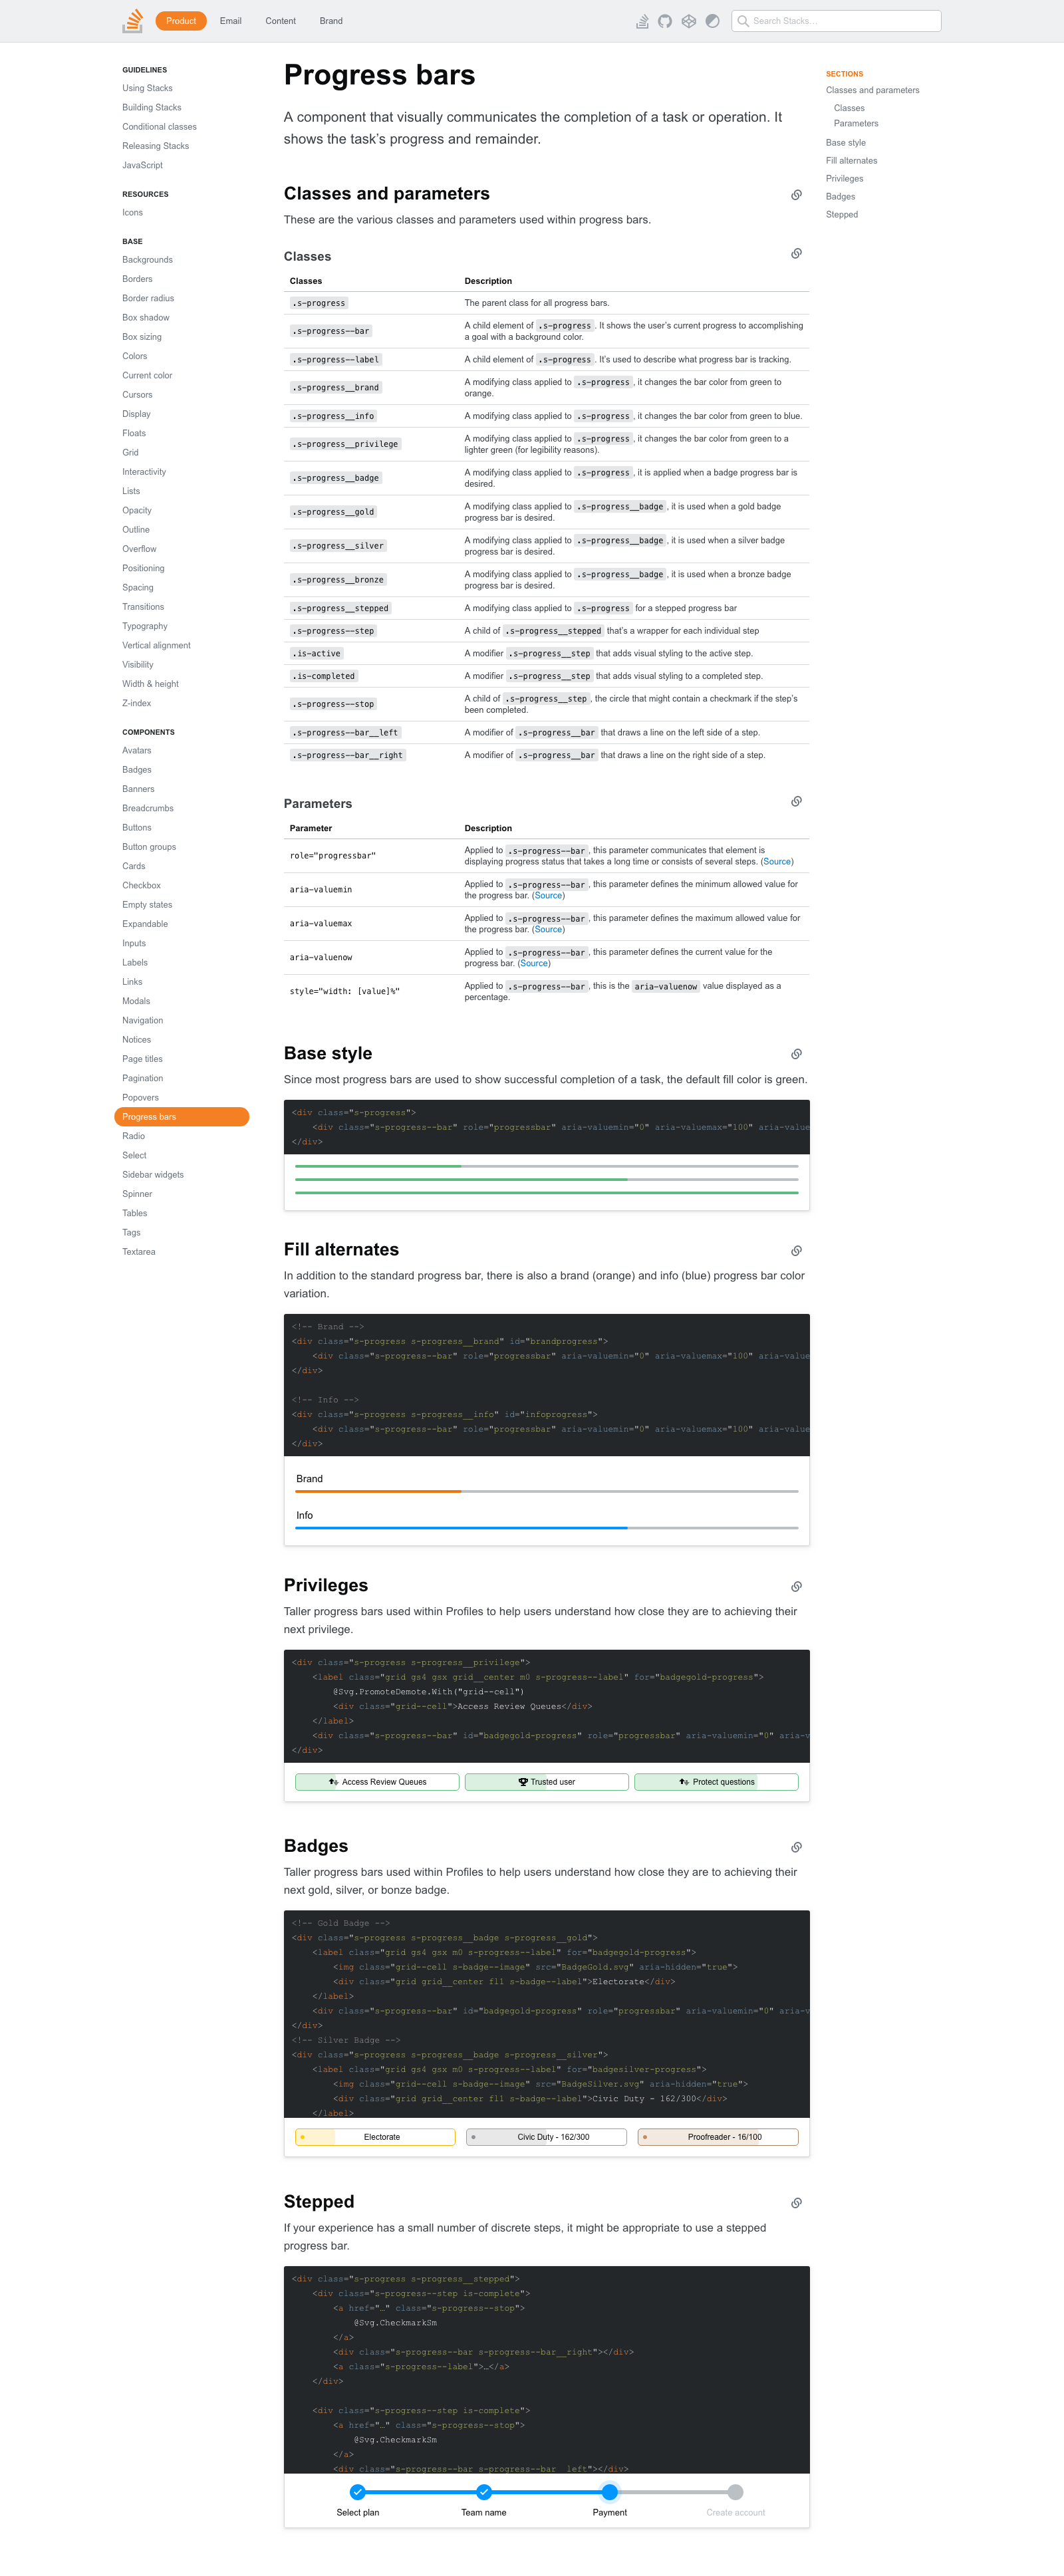 Product
Email
Content
Brand
Search Stacks…
GUIDELINES
Using Stacks
Building Stacks
Conditional classes
Releasing Stacks
JavaScript
RESOURCES
Icons
BASE
Backgrounds
Borders
Border radius
Box shadow
Box sizing
Colors
Current color
Cursors
Display
Floats
Grid
Interactivity
Lists
Opacity
Outline
Overflow
Positioning
Spacing
Transitions
Typography
Vertical alignment
Visibility
Width & height
Z-index
COMPONENTS
Avatars
Badges
Banners
Breadcrumbs
Buttons
Button groups
Cards
Checkbox
Empty states
Expandable
Inputs
Labels
Links
Modals
Navigation
Notices
Page titles
Pagination
Popovers
Progress bars
Radio
Select
Sidebar widgets
Spinner
Tables
Tags
Textarea
Progress bars
A component that visually communicates the completion of a task or operation. It
shows the task’s progress and remainder.
Classes and parameters
These are the various classes and parameters used within progress bars.
Classes
Classes Description
.s-progress The parent class for all progress bars.
.s-progress--bar A child element of .s-progress. It shows the user’s current progress to accomplishing
a goal with a background color.
.s-progress--label A child element of .s-progress. It’s used to describe what progress bar is tracking.
.s-progress__brand A modifying class applied to .s-progress, it changes the bar color from green to
orange.
.s-progress__info A modifying class applied to .s-progress, it changes the bar color from green to blue.
.s-progress__privilege A modifying class applied to .s-progress, it changes the bar color from green to a
lighter green (for legibility reasons).
.s-progress__badge A modifying class applied to .s-progress, it is applied when a badge progress bar is
desired.
.s-progress__gold A modifying class applied to .s-progress__badge, it is used when a gold badge
progress bar is desired.
.s-progress__silver A modifying class applied to .s-progress__badge, it is used when a silver badge
progress bar is desired.
.s-progress__bronze A modifying class applied to .s-progress__badge, it is used when a bronze badge
progress bar is desired.
.s-progress__stepped A modifying class applied to .s-progress for a stepped progress bar
.s-progress--step A child of .s-progress__stepped that’s a wrapper for each individual step
.is-active A modifier .s-progress__step that adds visual styling to the active step.
.is-completed A modifier .s-progress__step that adds visual styling to a completed step.
.s-progress--stop A child of .s-progress__step, the circle that might contain a checkmark if the step’s
been completed.
.s-progress--bar__left A modifier of .s-progress__bar that draws a line on the left side of a step.
.s-progress--bar__right A modifier of .s-progress__bar that draws a line on the right side of a step.
Parameters
Parameter Description
role="progressbar" Applied to .s-progress--bar, this parameter communicates that element is
displaying progress status that takes a long time or consists of several steps. (Source)
aria-valuemin Applied to .s-progress--bar, this parameter defines the minimum allowed value for
the progress bar. (Source)
aria-valuemax Applied to .s-progress--bar, this parameter defines the maximum allowed value for
the progress bar. (Source)
aria-valuenow Applied to .s-progress--bar, this parameter defines the current value for the
progress bar. (Source)
style="width: [value]%" Applied to .s-progress--bar, this is the aria-valuenow value displayed as a
percentage.
Base style
Since most progress bars are used to show successful completion of a task, the default fill color is green.
<div class="s-progress">
<div class="s-progress--bar" role="progressbar" aria-valuemin="0" aria-valuemax="100" aria-value
</div>
Fill alternates
In addition to the standard progress bar, there is also a brand (orange) and info (blue) progress bar color
variation.
<!-- Brand -->
<div class="s-progress s-progress__brand" id="brandprogress">
<div class="s-progress--bar" role="progressbar" aria-valuemin="0" aria-valuemax="100" aria-value
</div>
<!-- Info -->
<div class="s-progress s-progress__info" id="infoprogress">
<div class="s-progress--bar" role="progressbar" aria-valuemin="0" aria-valuemax="100" aria-value
</div>
Brand
Info
Privileges
Taller progress bars used within Profiles to help users understand how close they are to achieving their
next privilege.
<div class="s-progress s-progress__privilege">
<label class="grid gs4 gsx grid__center m0 s-progress--label" for="badgegold-progress">
@Svg.PromoteDemote.With("grid--cell")
<div class="grid--cell">Access Review Queues</div>
</label>
<div class="s-progress--bar" id="badgegold-progress" role="progressbar" aria-valuemin="0" aria-v
</div>
Access Review Queues
Trusted user
Protect questions
Badges
Taller progress bars used within Profiles to help users understand how close they are to achieving their
next gold, silver, or bonze badge.
<!-- Gold Badge -->
<div class="s-progress s-progress__badge s-progress__gold">
<label class="grid gs4 gsx m0 s-progress--label" for="badgegold-progress">
<img class="grid--cell s-badge--image" src="BadgeGold.svg" aria-hidden="true">
<div class="grid grid__center fl1 s-badge--label">Electorate</div>
</label>
<div class="s-progress--bar" id="badgegold-progress" role="progressbar" aria-valuemin="0" aria-v
</div>
<!-- Silver Badge -->
<div class="s-progress s-progress__badge s-progress__silver">
<label class="grid gs4 gsx m0 s-progress--label" for="badgesilver-progress">
<img class="grid--cell s-badge--image" src="BadgeSilver.svg" aria-hidden="true">
<div class="grid grid__center fl1 s-badge--label">Civic Duty - 162/300</div>
</label>
Electorate
Civic Duty - 162/300
Proofreader - 16/100
Stepped
If your experience has a small number of discrete steps, it might be appropriate to use a stepped
progress bar.
<div class="s-progress s-progress__stepped">
<div class="s-progress--step is-complete">
<a href="…" class="s-progress--stop">
@Svg.CheckmarkSm
</a>
<div class="s-progress--bar s-progress--bar__right"></div>
<a class="s-progress--label">…</a>
</div>
<div class="s-progress--step is-complete">
<a href="…" class="s-progress--stop">
@Svg.CheckmarkSm
</a>
<div class="s-progress--bar s-progress--bar__left"></div>
Select plan
Team name
Payment
Create account
SECTIONS
Classes and parameters
Classes
Parameters
Base style
Fill alternates
Privileges
Badges
Stepped